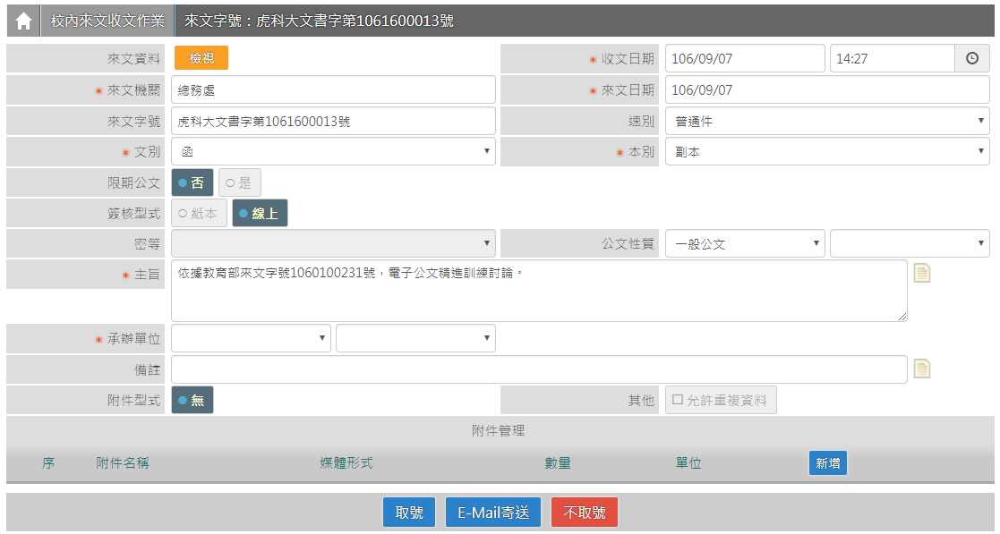 校內來文收文作業 來文字號：虎科大文書字第1061600013號
來文資料 檢視 * 收文日期 106/09/07 14:27
* 來文機關 總務處 * 來文日期 106/09/07
來文字號 虎科大文書字第1061600013號 速別 普通件
* 文別 函 * 本別 副本
限期公文 否 是
簽核型式 紙本 線上
密等 公文性質 一般公文
* 主旨 依據教育部來文字號1060100231號，電子公文精進訓練討論。
* 承辦單位
備註
附件型式 無 其他 允許重複資料
附件管理
序 附件名稱 媒體形式 數量 單位 新增
取號 E-Mail寄送 不取號